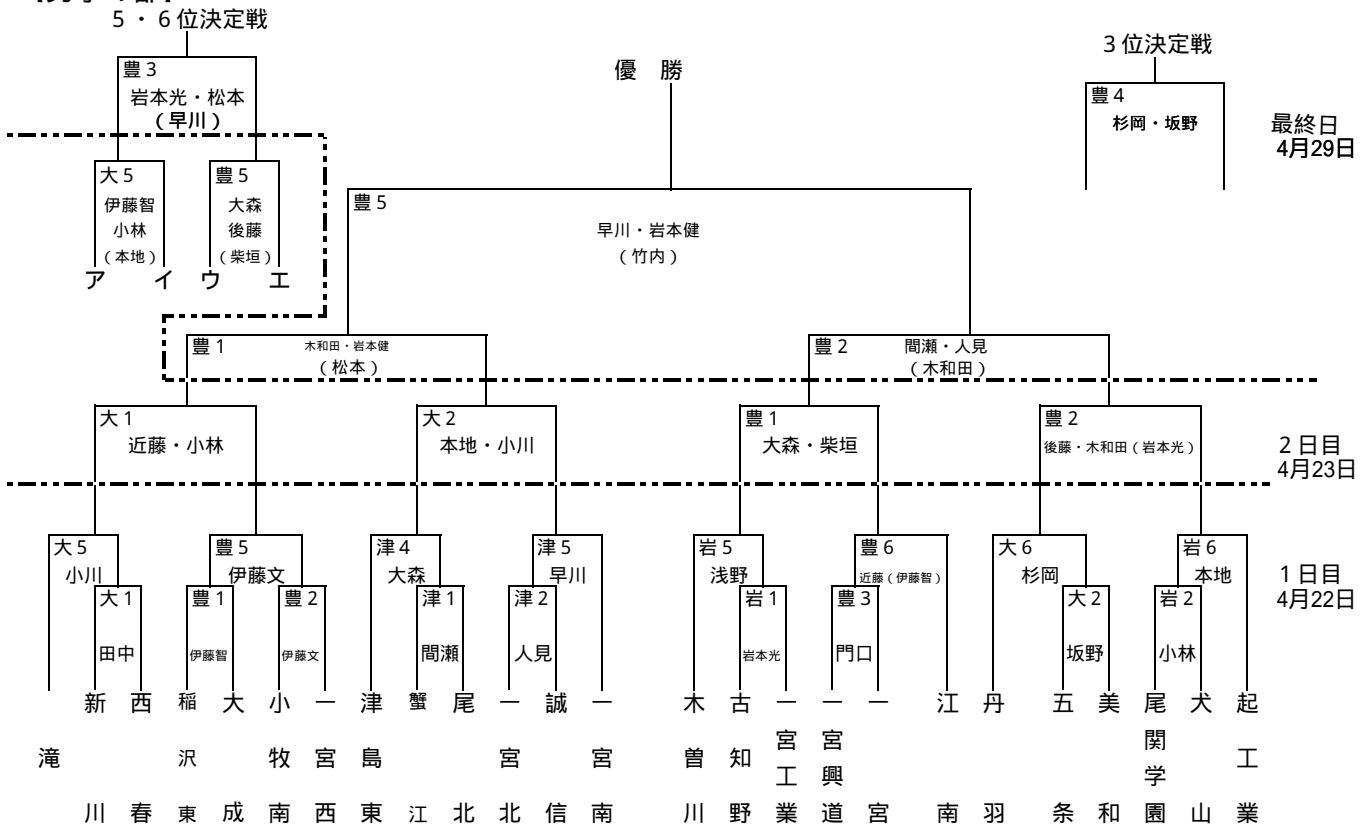 5・6位決定戦
3位決定戦
優 勝
豊3
岩本光・松本
(早川)
豊4
杉岡・坂野
最終日
4月29日
大5
伊藤智
小林
(本地)
豊5
大森
後藤
(柴垣)
ア イ ウ エ
豊5
早川・岩本健
(竹内)
豊1
木和田・岩本健
(松本)
豊2
間瀬・人見
(木和田)
大1
近藤・小林
大2
本地・小川
豊1
大森・柴垣
豊2
後藤・木和田(岩本光)
2日目
4月23日
大5
小川
豊5
伊藤文
津4
大森
津5
早川
岩5
浅野
豊6
近藤(伊藤智)
大6
杉岡
岩6
本地
1日目
4月22日
大1
田中
豊1
伊藤智
豊2
伊藤文
津1
間瀬
津2
人見
岩1
岩本光
豊3
門口
大2
坂野
岩2
小林
滝
新川
西春
稲沢東
大成
小牧南
一宮西
津島東
蟹江
尾北
一宮北
誠信
一宮南
木曽川
古知野
一宮工業
一宮興道
一宮
江南
丹羽
五条
美和
尾関学園
犬山
起工業